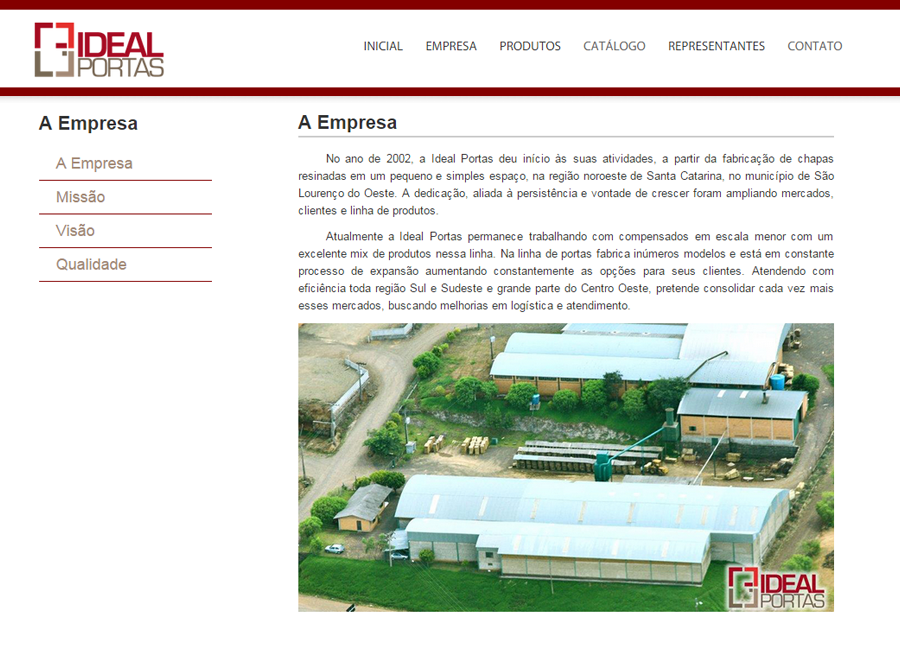 IDEAL
PORTAS
INICIAL EMPRESA PRODUTOS CATÁLOGO REPRESENTANTES CONTATO
A Empresa
A Empresa
Missão
Visão
Qualidade
A Empresa
No ano de 2002, a Ideal Portas deu início às suas atividades, a partir da fabricação de chapas
resinadas em um pequeno e simples espaço, na região noroeste de Santa Catarina, no município de São
Lourenço do Oeste. A dedicação, aliada á persistência e vontade de crescer foram ampliando mercados,
clientes e linha de produtos.
Atualmente a Ideal Portas permanece trabalhando com compensados em escala menor com um
excelente mix de produtos nessa linha. Na linha de portas fabrica inúmeros modelos e está em constante
processo de expansão aumentando constantemente as opções para seus clientes. Atendendo com
eficiência toda região Sul e Sudeste e grande parte do Centro Oeste, pretende consolidar cada vez mais
esses mercados, buscando melhorias em logística e atendimento.
IDEAL
PORTAS